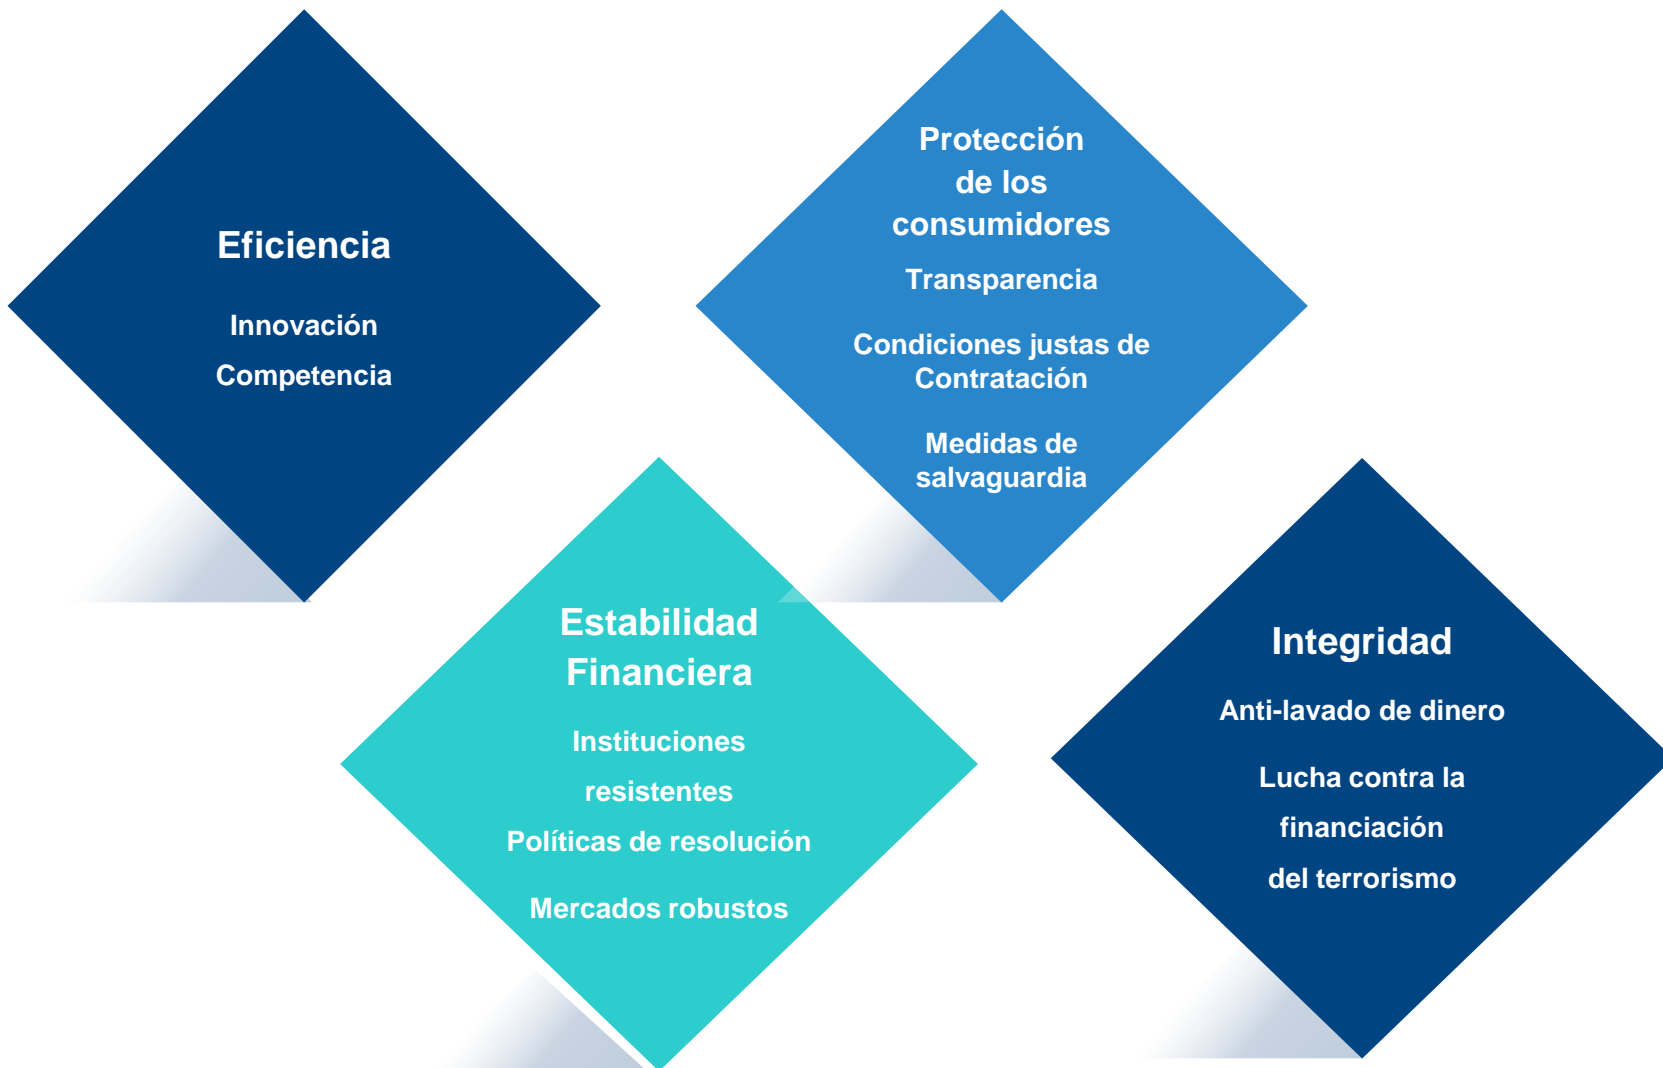 Eficiencia
Innovación
Competencia
Protección
de los
consumidores
Transparencia
Condiciones justas de
Contratación
Medidas de
salvaguardia
Estabilidad
Financiera
Instituciones
resistentes
Políticas de resolución
Mercados robustos
Integridad
Anti-lavado de dinero
Lucha contra la
financiación
del terrorismo